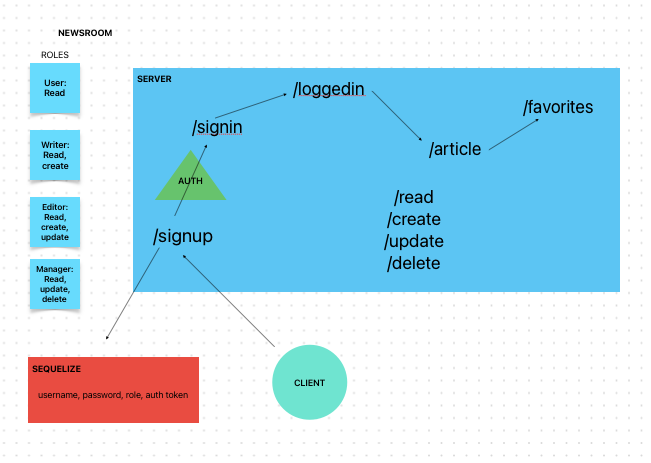 NEWSROOM
ROLES
User:
Read
Writer:
Read,
create
Editor:
Read,
create,
update
Manager:
Read,
update,
delete
SERVER
/loggedin
/favorites
/signin
/article
AUTH
/read
/create
/update
/delete
/signup
SEQUELIZE
username, password, role, auth token
CLIENT